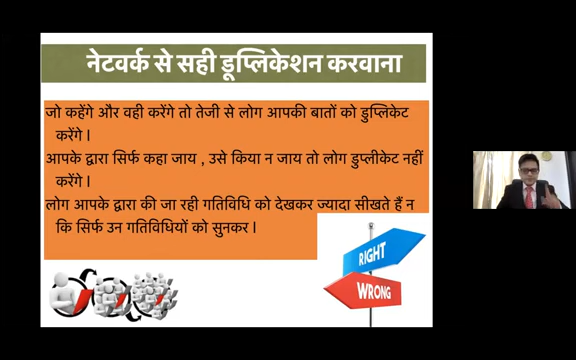 नेटवर्क से सही डूप्लिकेशन करवाना
जो कहेंगे और वही करेंगे तो तेजी से लोग आपकी बातों को डुप्लिकेट
करेंगे l
आपके द्वारा सिर्फ कहा जाय , उसे किया न जाय तो लोग डुप्लीकेट नहीं
करेंगे l
लोग आपके द्वारा की जा रही गतिविधि को देखकर ज्यादा सीखते हैं न
कि सिर्फ उन गतिविधियों को सुनकर l
RIGHT
WRONG